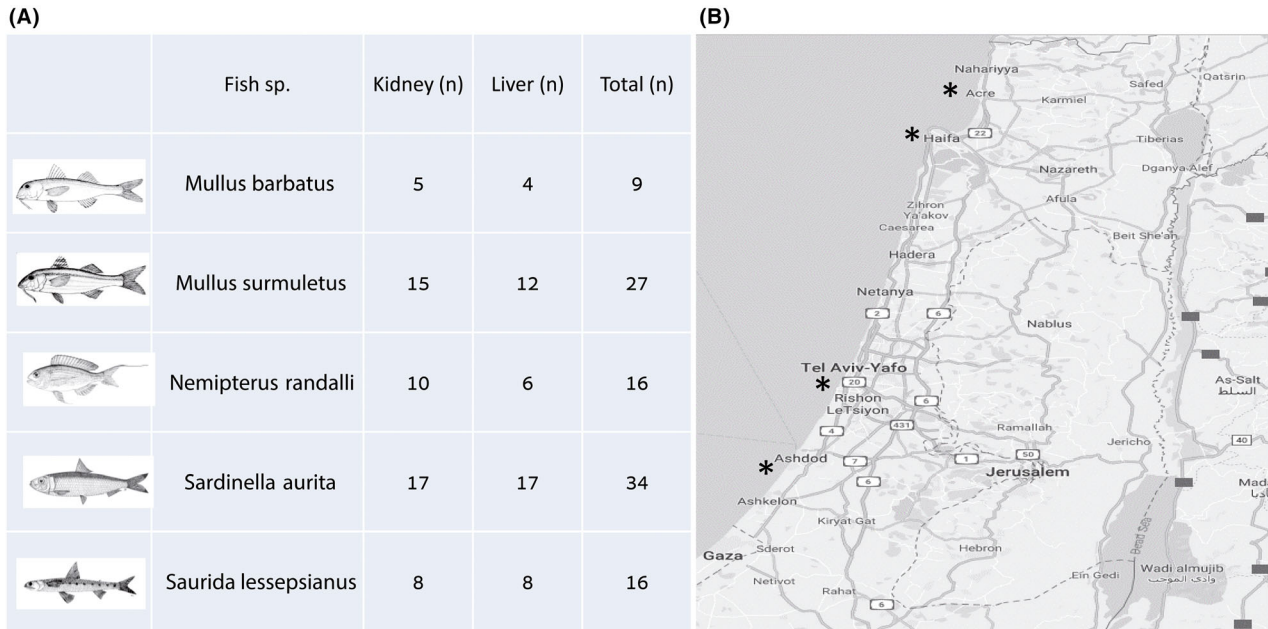 (A)
Fish sp. Kidney (n) Liver (n) Total (n)
Mullus barbatus 5 4 9
Mullus surmuletus 15 12 27
Nemipterus randalli 10 6 16
Sardinella aurita 17 17 34
Saurida lessepsianus 8 8 16
(B)
Nahariyya
Safed
Qatsrin
* Acre
Karmiel
* Haifa
22
Tiberias
Nazareth
Dganya Alef
Afula
Zihron
Ya'akov
Caesarea
Beit She'an
Hadera
Netanya
2
6
Nablus
Tel Aviv-Yafo
* 20
As-Salt
السلط
Rishon
LeTsiyon
6
4
431
Ramallah
Jericho
40
* Ashdod
7
1
50
Jerusalem
6
Ashkelon
Kiryat Gat
Dead Sea
Gaza
Sderot
Hebron
Wadi almujib
وادي الموجب
Netivot
Ein Gedi
Rahat
6